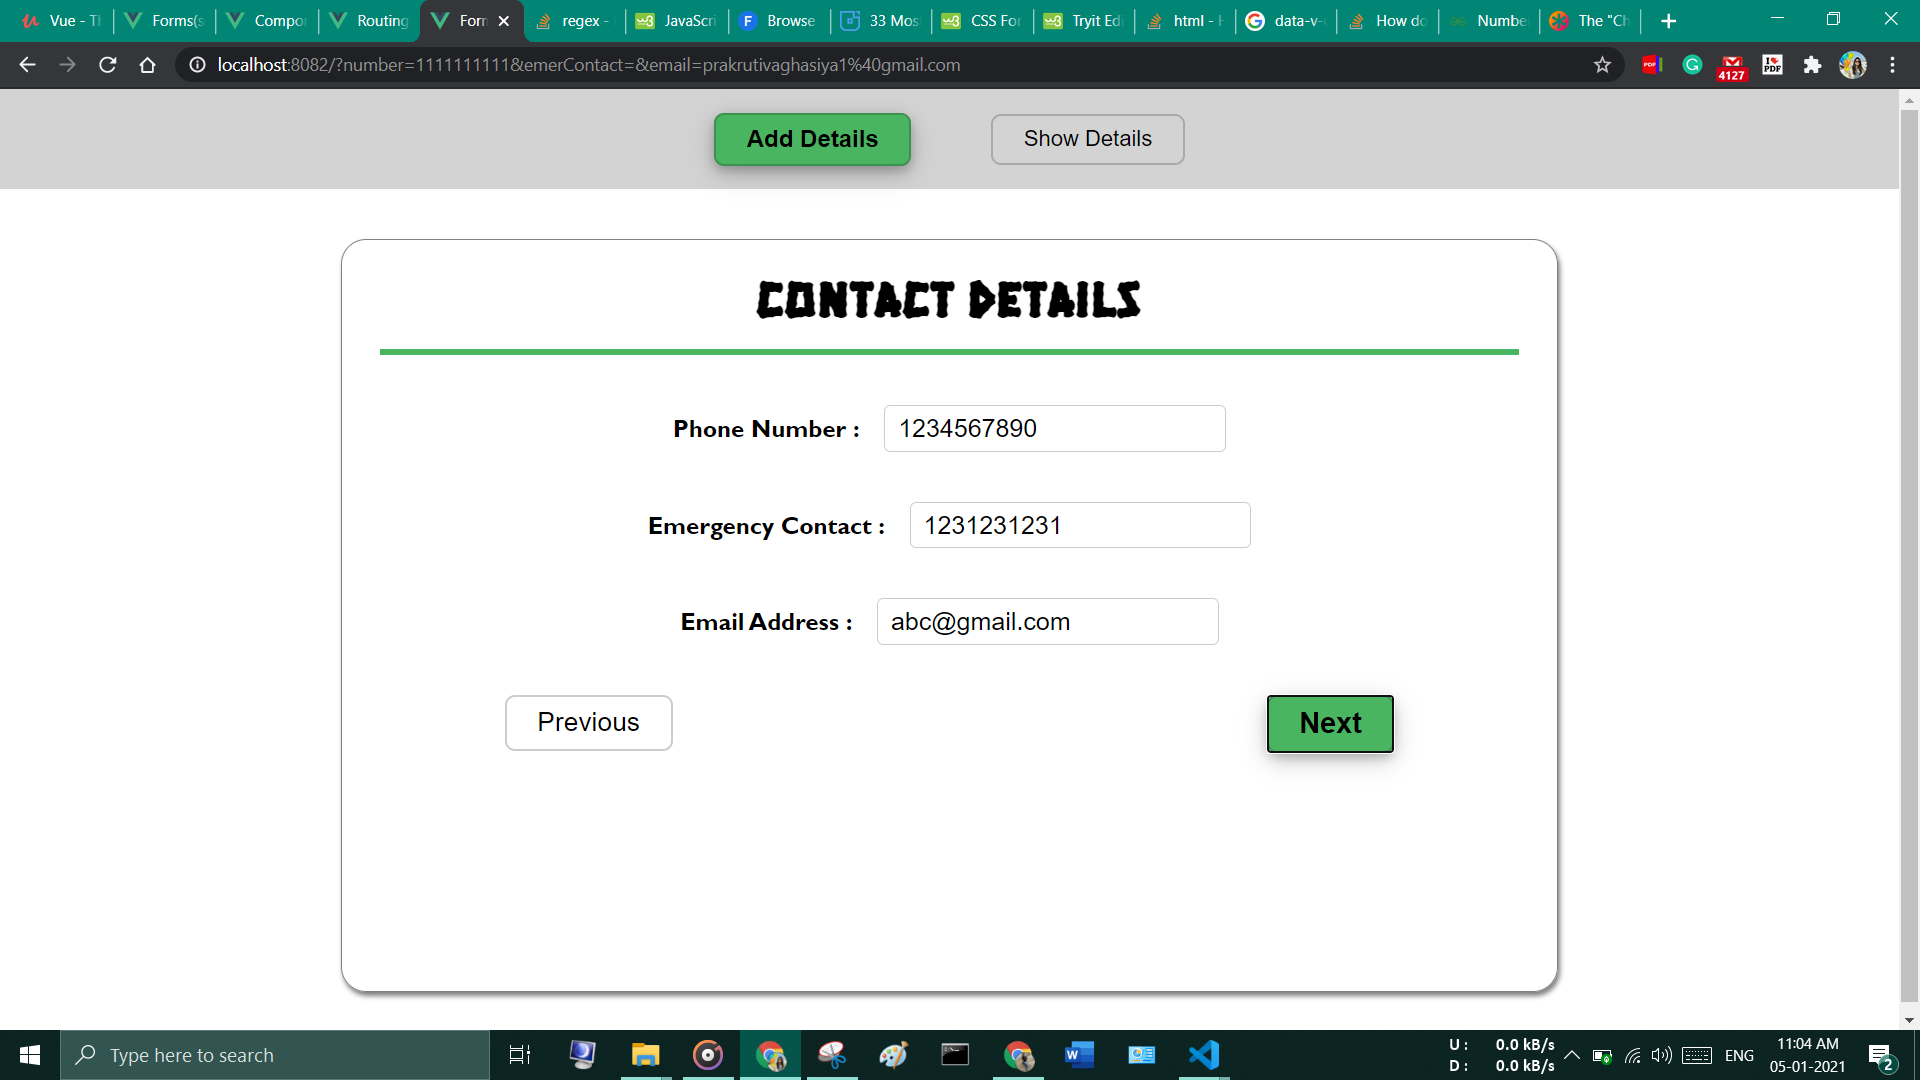 Vue - Th
Forms(s
Compo
Routing
Form
regex -
JavaScri
Browse
33 Mos
CSS For
Tryit Edi
html - H
data-v-
How do
Numbe
The "Ch
localhost:8082/?number=1111111111&emerContact=&email=prakrutivaghasiya1%40gmail.com
4127
Add Details
Show Details
CONTACT DETAILS
Phone Number :
1234567890
Emergency Contact :
1231231231
Email Address :
abc@gmail.com
Previous
Next
Type here to search
U : 0.0 kB/s
D : 0.0 kB/s
ENG
11:04 AM
05-01-2021
2